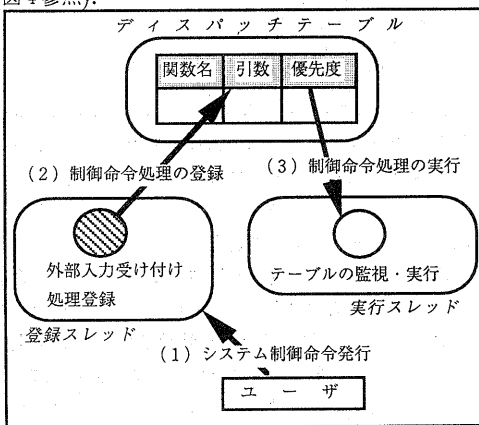 図4参照).
ディスパッチテーブル
関数名 引数 優先度
(2) 制御命令処理の登録
(3) 制御命令処理の実行
外部入力受け付け
処理登録
テーブルの監視・実行
登録スレッド
実行スレッド
(1) システム制御命令発行
ユーザ